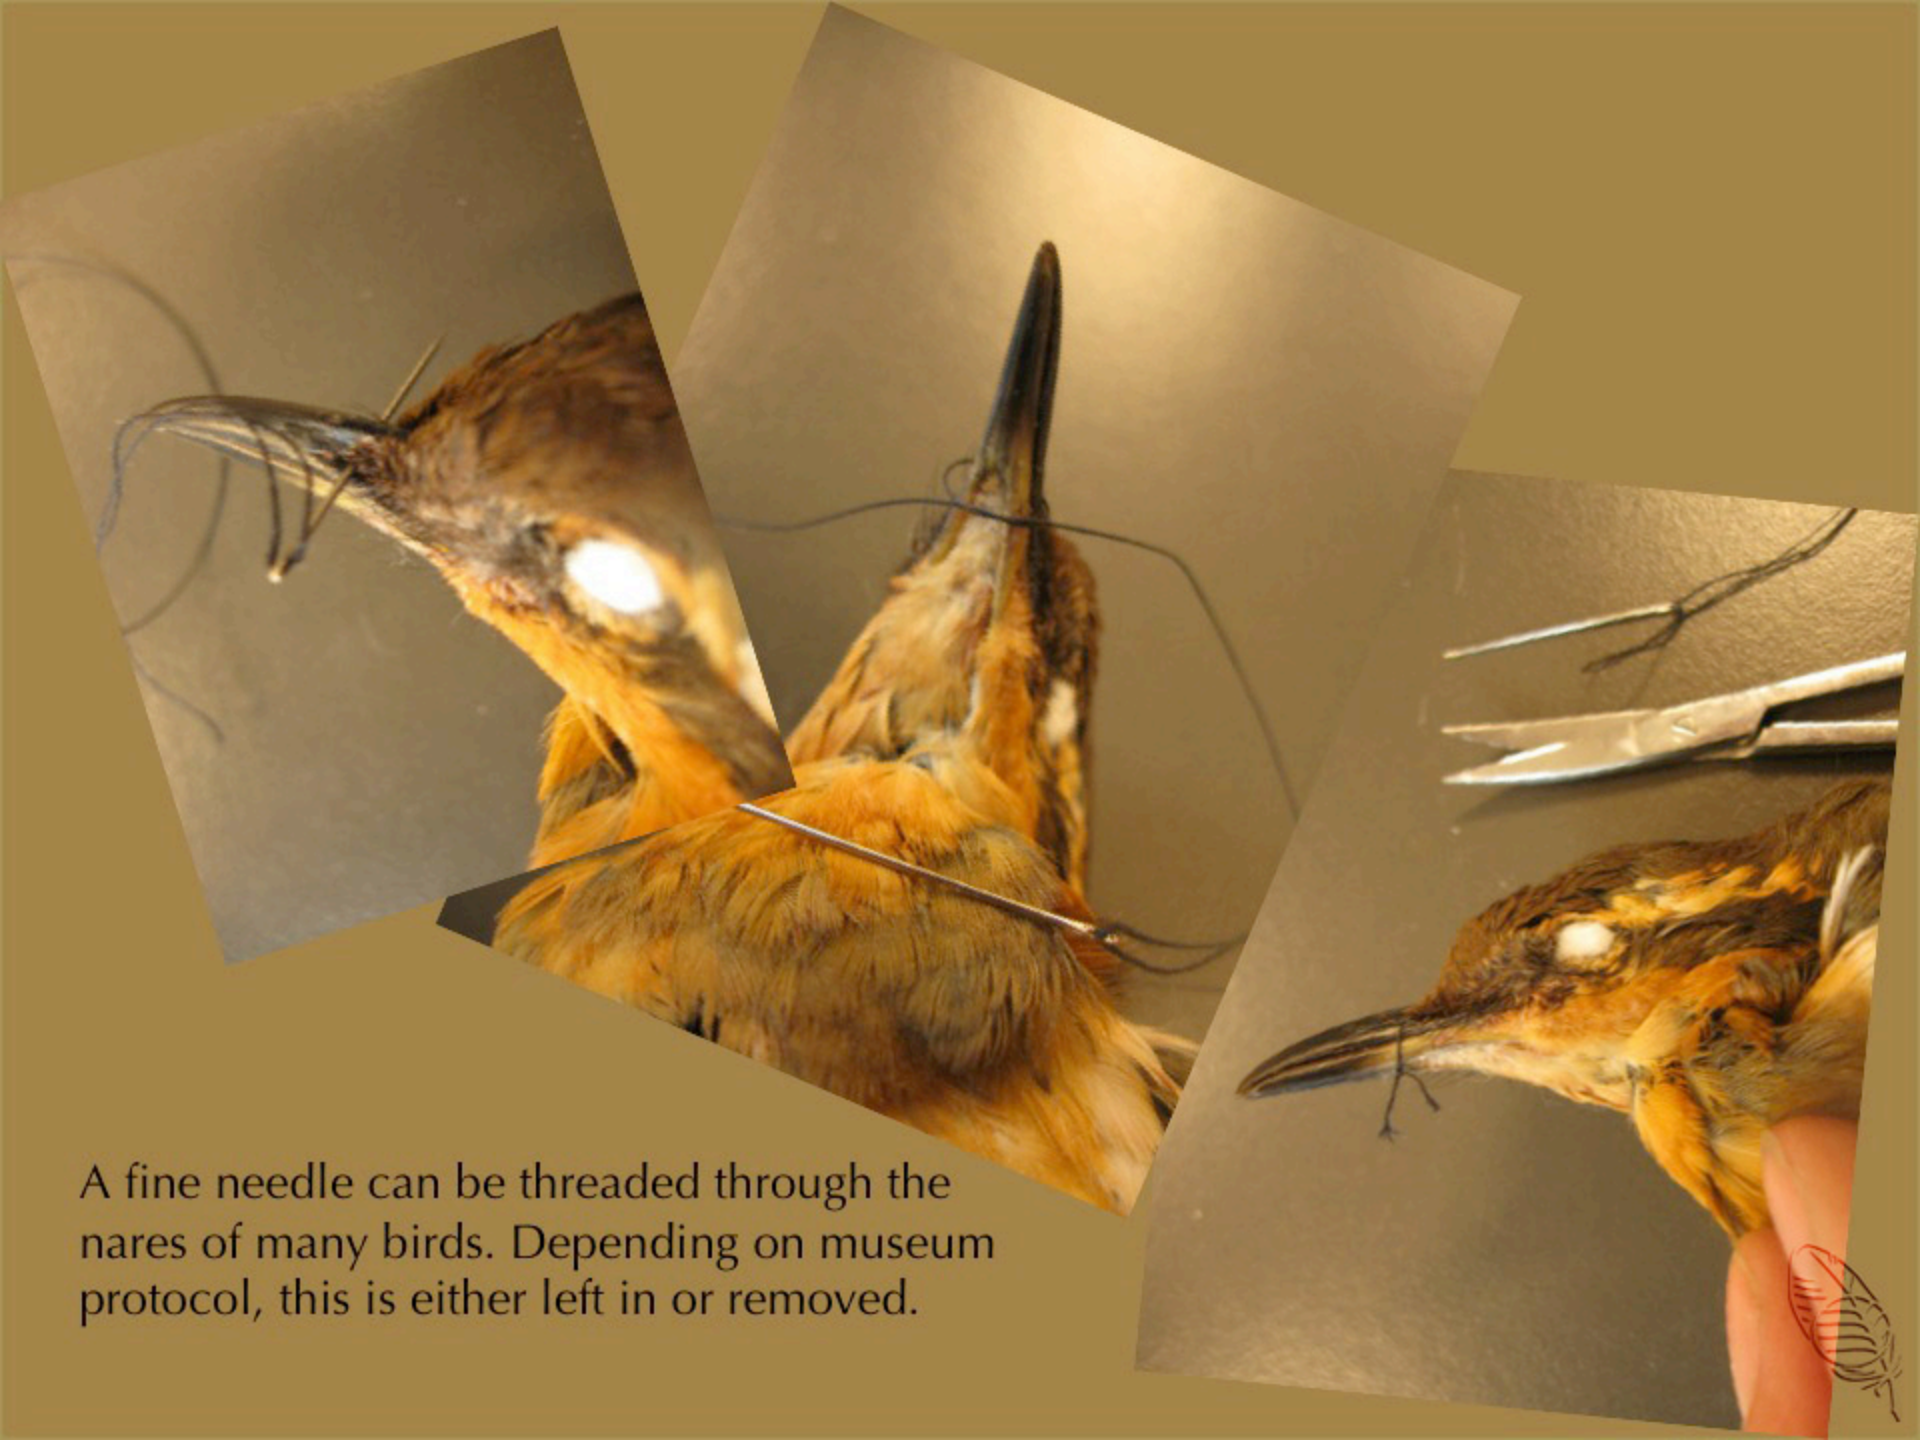 A fine needle can be threaded through the
nares of many birds. Depending on museum
protocol, this is either left in or removed.